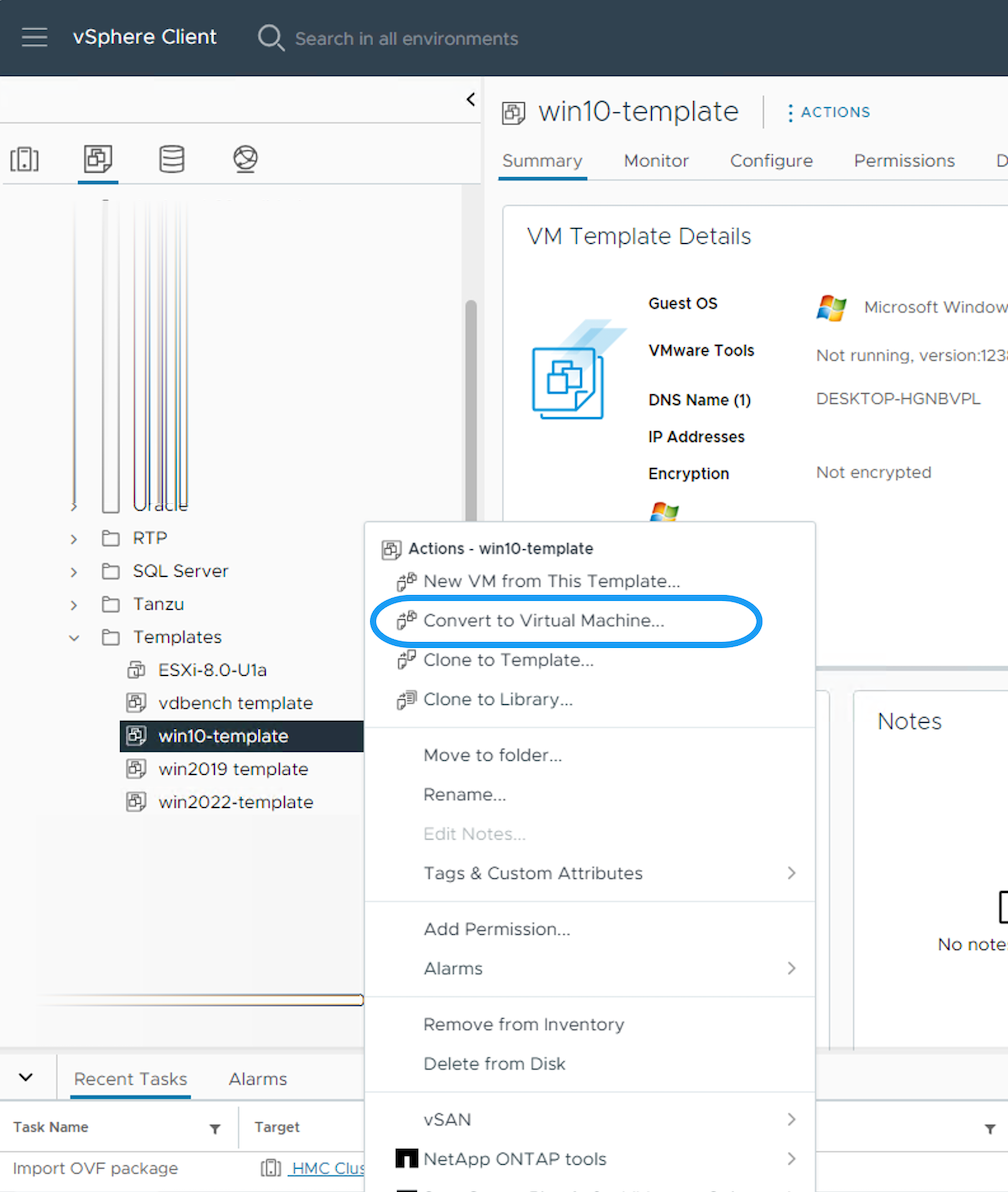 vSphere Client
Search in all environments
win10-template
ACTIONS
Summary Monitor Configure Permissions D
VM Template Details
Guest OS Microsoft Window
VMware Tools Not running, version:123
DNS Name (1) DESKTOP-HGNBVPL
IP Addresses
Encryption Not encrypted
Oracle
RTP
SQL Server
Tanzu
Templates
ESXi-8.0-U1a
vdbench template
win10-template
win2019 template
win2022-template
Actions - win10-template
New VM from This Template...
Convert to Virtual Machine...
Clone to Template...
Clone to Library...
Move to folder...
Rename...
Edit Notes...
Tags & Custom Attributes
Add Permission...
Alarms
Remove from Inventory
Delete from Disk
vSAN
NetApp ONTAP tools
Notes
No note
Recent Tasks Alarms
Task Name Target
Import OVF package HMC Clus